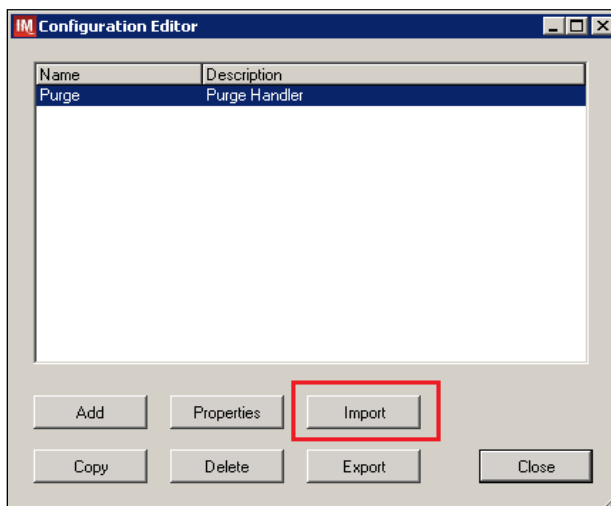 IM Configuration Editor
Name Description
Purge Purge Handler
Add Properties Import
Copy Delete Export Close